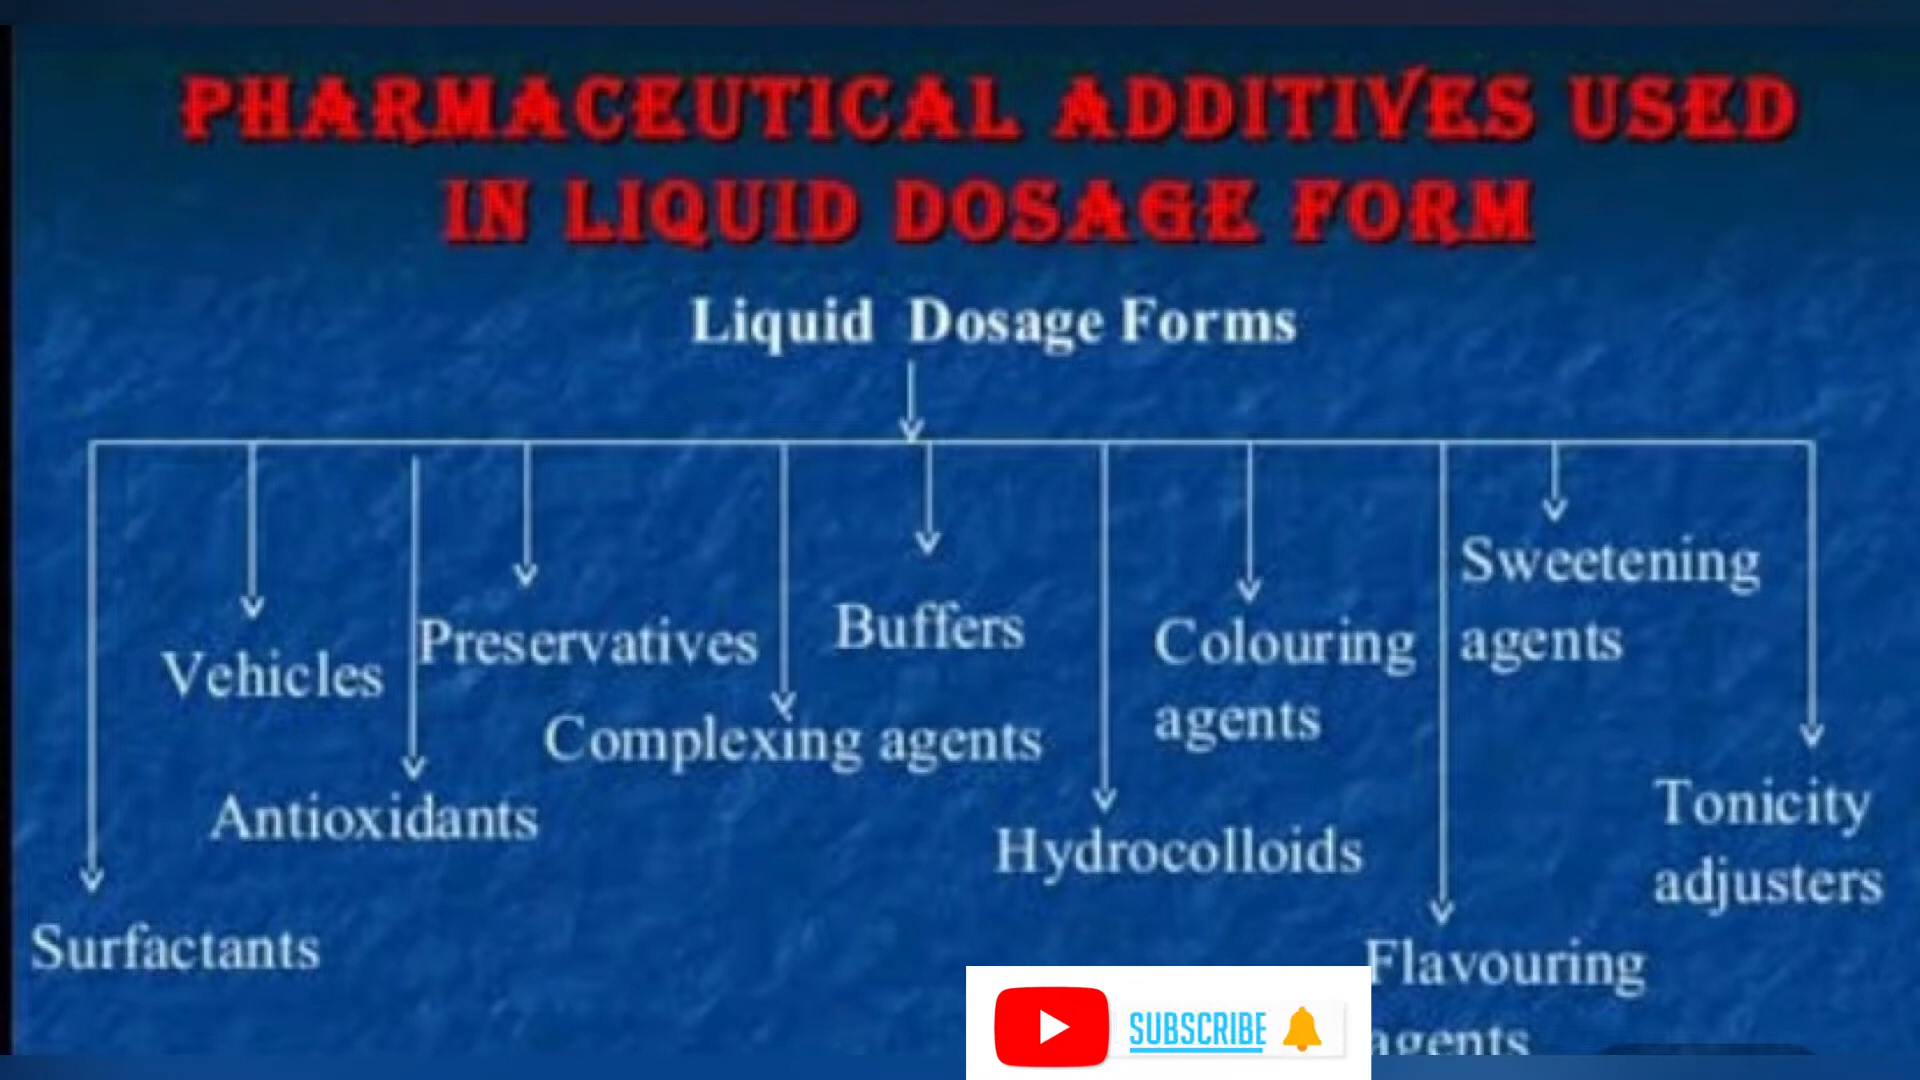 PHARMACEUTICAL ADDITIVES USED
IN LIQUID DOSAGE FORM
Liquid Dosage Forms
Surfactants
Vehicles
Antioxidants
Preservatives
Complexing agents
Buffers
Hydrocolloids
Colouring
agents
Flavouring
agents
Sweetening
agents
Tonicity
adjusters
SUBSCRIBE